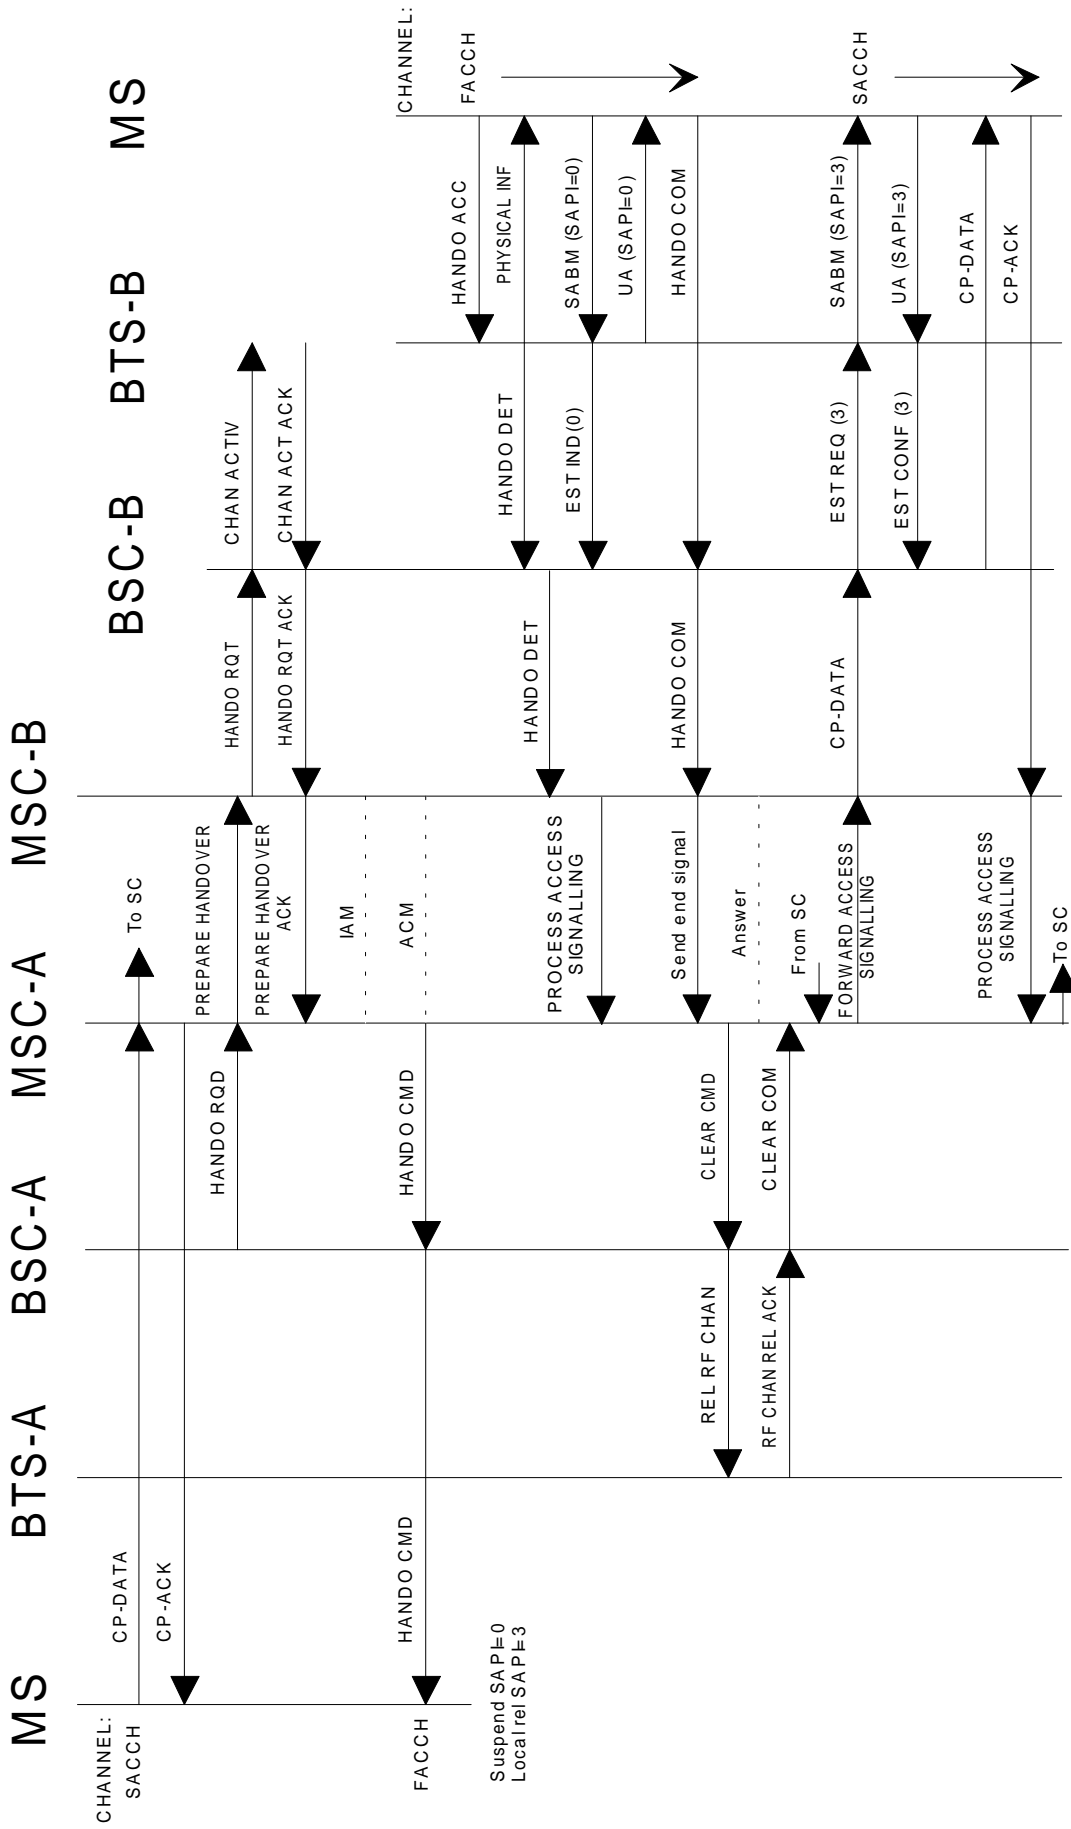 MS
BTS-A
BSC-A
MSC-A
MSC-B
BSC-B
BTS-B
MS
CHANNEL:
SACCH
CP-DATA
To SC
CP-ACK
HANDO RQD
PREPARE HANDOVER
HANDO RQT
CHAN ACTIV
CHAN ACT ACK
HANDO RQT ACK
PREPARE HANDOVER
ACK
IAM
ACM
HANDO CMD
HANDO CMD
FACCH
Suspend SAPI=0
Local rel SAPI=3
CHANNEL:
FACCH
HANDO ACC
PHYSICAL INF
HANDO DET
HANDO DET
PROCESS ACCESS
SIGNALLING
SABM (SAPI=0)
EST IND(0)
UA (SAPI=0)
HANDO COM
HANDO COM
Send end signal
CLEAR CMD
REL RF CHAN
Answer
RF CHAN REL ACK
CLEAR COM
From SC
FORWARD ACCESS
SIGNALLING
CP-DATA
EST REQ (3)
SABM (SAPI=3)
SACCH
UA (SAPI=3)
EST CONF (3)
CP-DATA
CP-ACK
PROCESS ACCESS
SIGNALLING
To SC